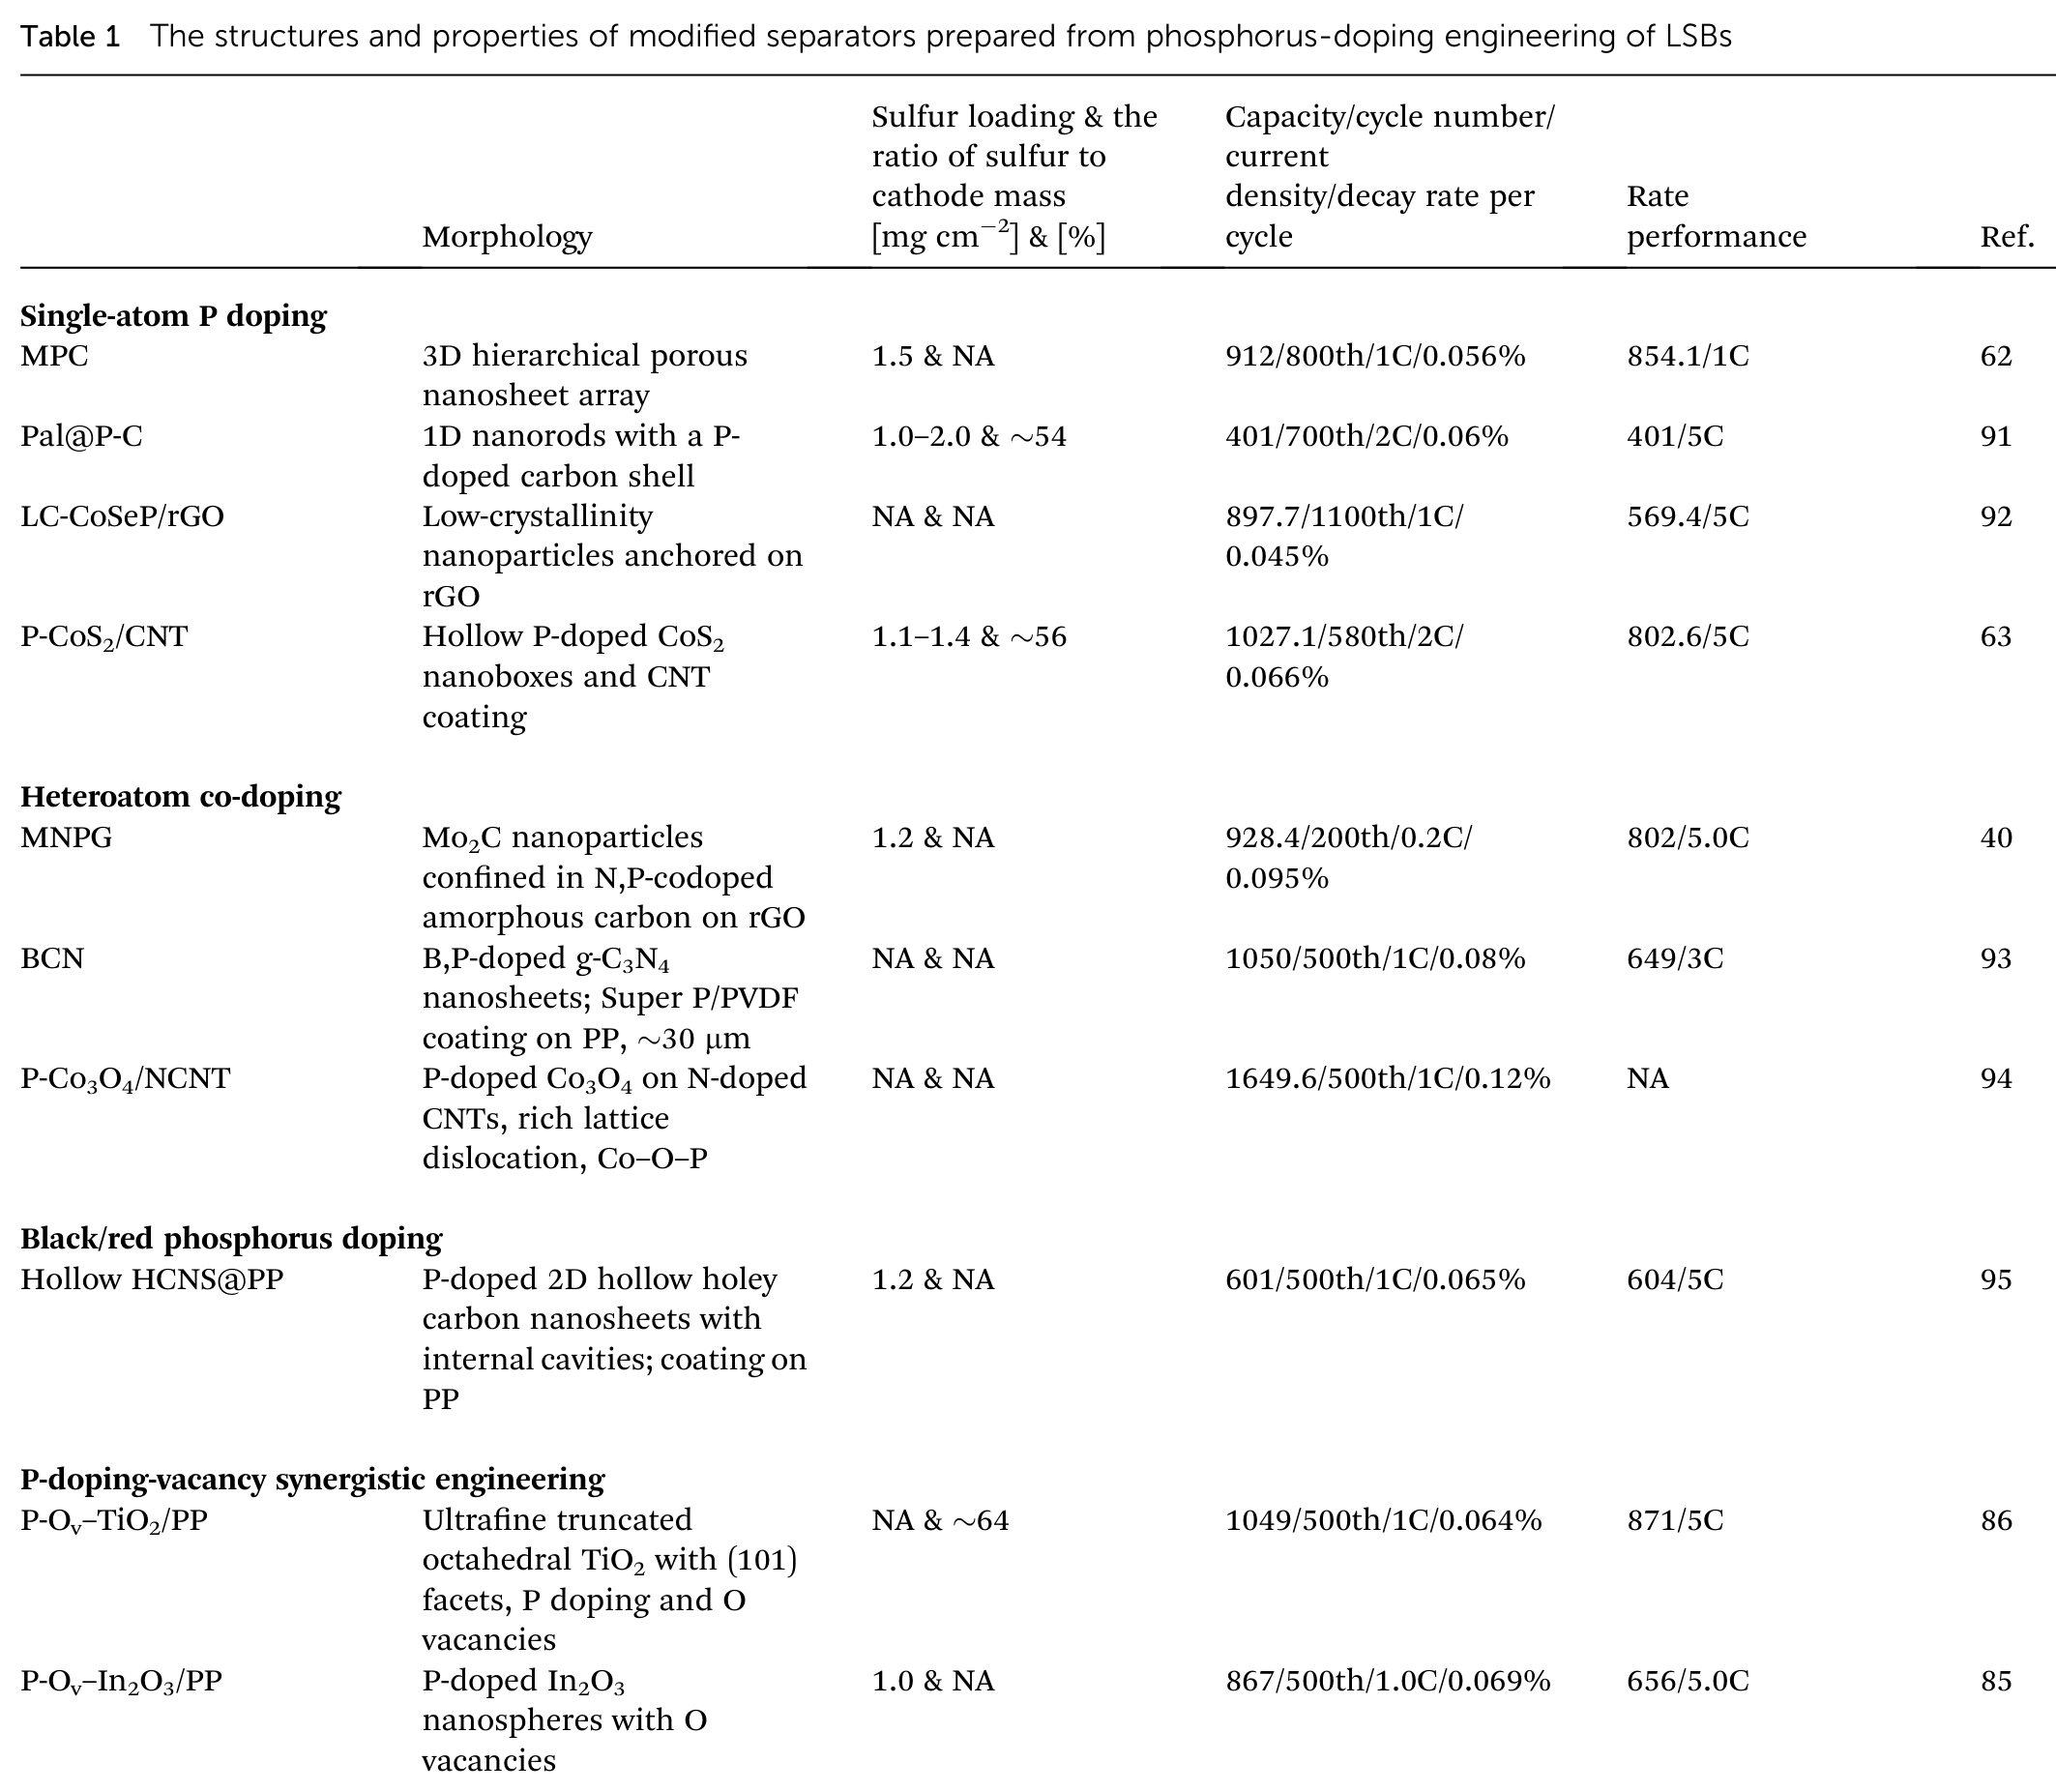 Table 1 The structures and properties of modified separators prepared from phosphorus-doping engineering of LSBs
Morphology
Sulfur loading & the
ratio of sulfur to
cathode mass
[mg cm⁻²] & [%]
Capacity/cycle number/
current
density/decay rate per
cycle
Rate
performance
Ref.
Single-atom P doping
MPC
3D hierarchical porous
nanosheet array
1.5 & NA
912/800th/1C/0.056%
854.1/1C
62
Pal@P-C
1D nanorods with a P-
doped carbon shell
1.0–2.0 & ~54
401/700th/2C/0.06%
401/5C
91
LC-CoSeP/rGO
Low-crystallinity
nanoparticles anchored on
rGO
NA & NA
897.7/1100th/1C/
0.045%
569.4/5C
92
P-CoS₂/CNT
Hollow P-doped CoS₂
nanoboxes and CNT
coating
1.1–1.4 & ~56
1027.1/580th/2C/
0.066%
802.6/5C
63
Heteroatom co-doping
MNPG
Mo₂C nanoparticles
confined in N,P-codoped
amorphous carbon on rGO
1.2 & NA
928.4/200th/0.2C/
0.095%
802/5.0C
40
BCN
B,P-doped g-C₃N₄
nanosheets; Super P/PVDF
coating on PP, ~30 μm
NA & NA
1050/500th/1C/0.08%
649/3C
93
P-Co₃O₄/NCNT
P-doped Co₃O₄ on N-doped
CNTs, rich lattice
dislocation, Co–O–P
NA & NA
1649.6/500th/1C/0.12%
NA
94
Black/red phosphorus doping
Hollow HCNS@PP
P-doped 2D hollow holey
carbon nanosheets with
internal cavities; coating on
PP
1.2 & NA
601/500th/1C/0.065%
604/5C
95
P-doping-vacancy synergistic engineering
P-Oᵥ–TiO₂/PP
Ultrafine truncated
octahedral TiO₂ with (101)
facets, P doping and O
vacancies
NA & ~64
1049/500th/1C/0.064%
871/5C
86
P-Oᵥ–In₂O₃/PP
P-doped In₂O₃
nanospheres with O
vacancies
1.0 & NA
867/500th/1.0C/0.069%
656/5.0C
85